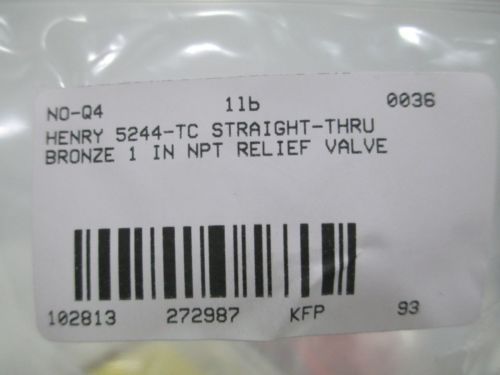 NO-Q4 1lb 0036
HENRY 5244-TC STRAIGHT-THRU
BRONZE 1 IN NPT RELIEF VALVE
102813 272987 KFP 93